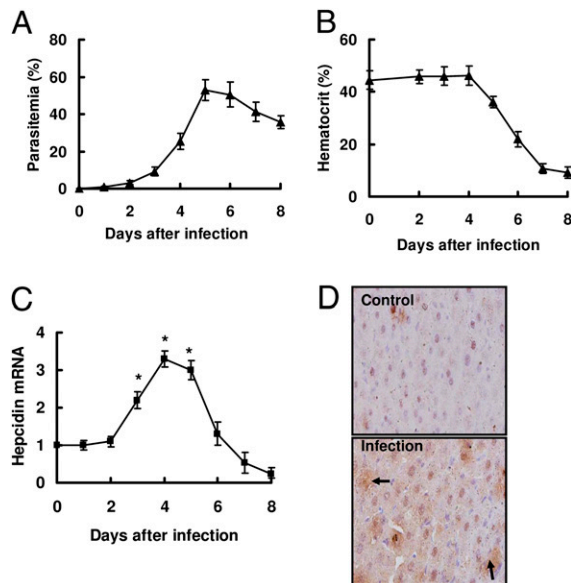 A
Parasitemia (%)
80
60
40
20
0
0 2 4 6 8
Days after infection
B
Hematocrit (%)
60
40
20
0
0 2 4 6 8
Days after infection
C
Hepcidin mRNA
4
3
2
1
0
* * *
0 2 4 6 8
Days after infection
D
Control
Infection